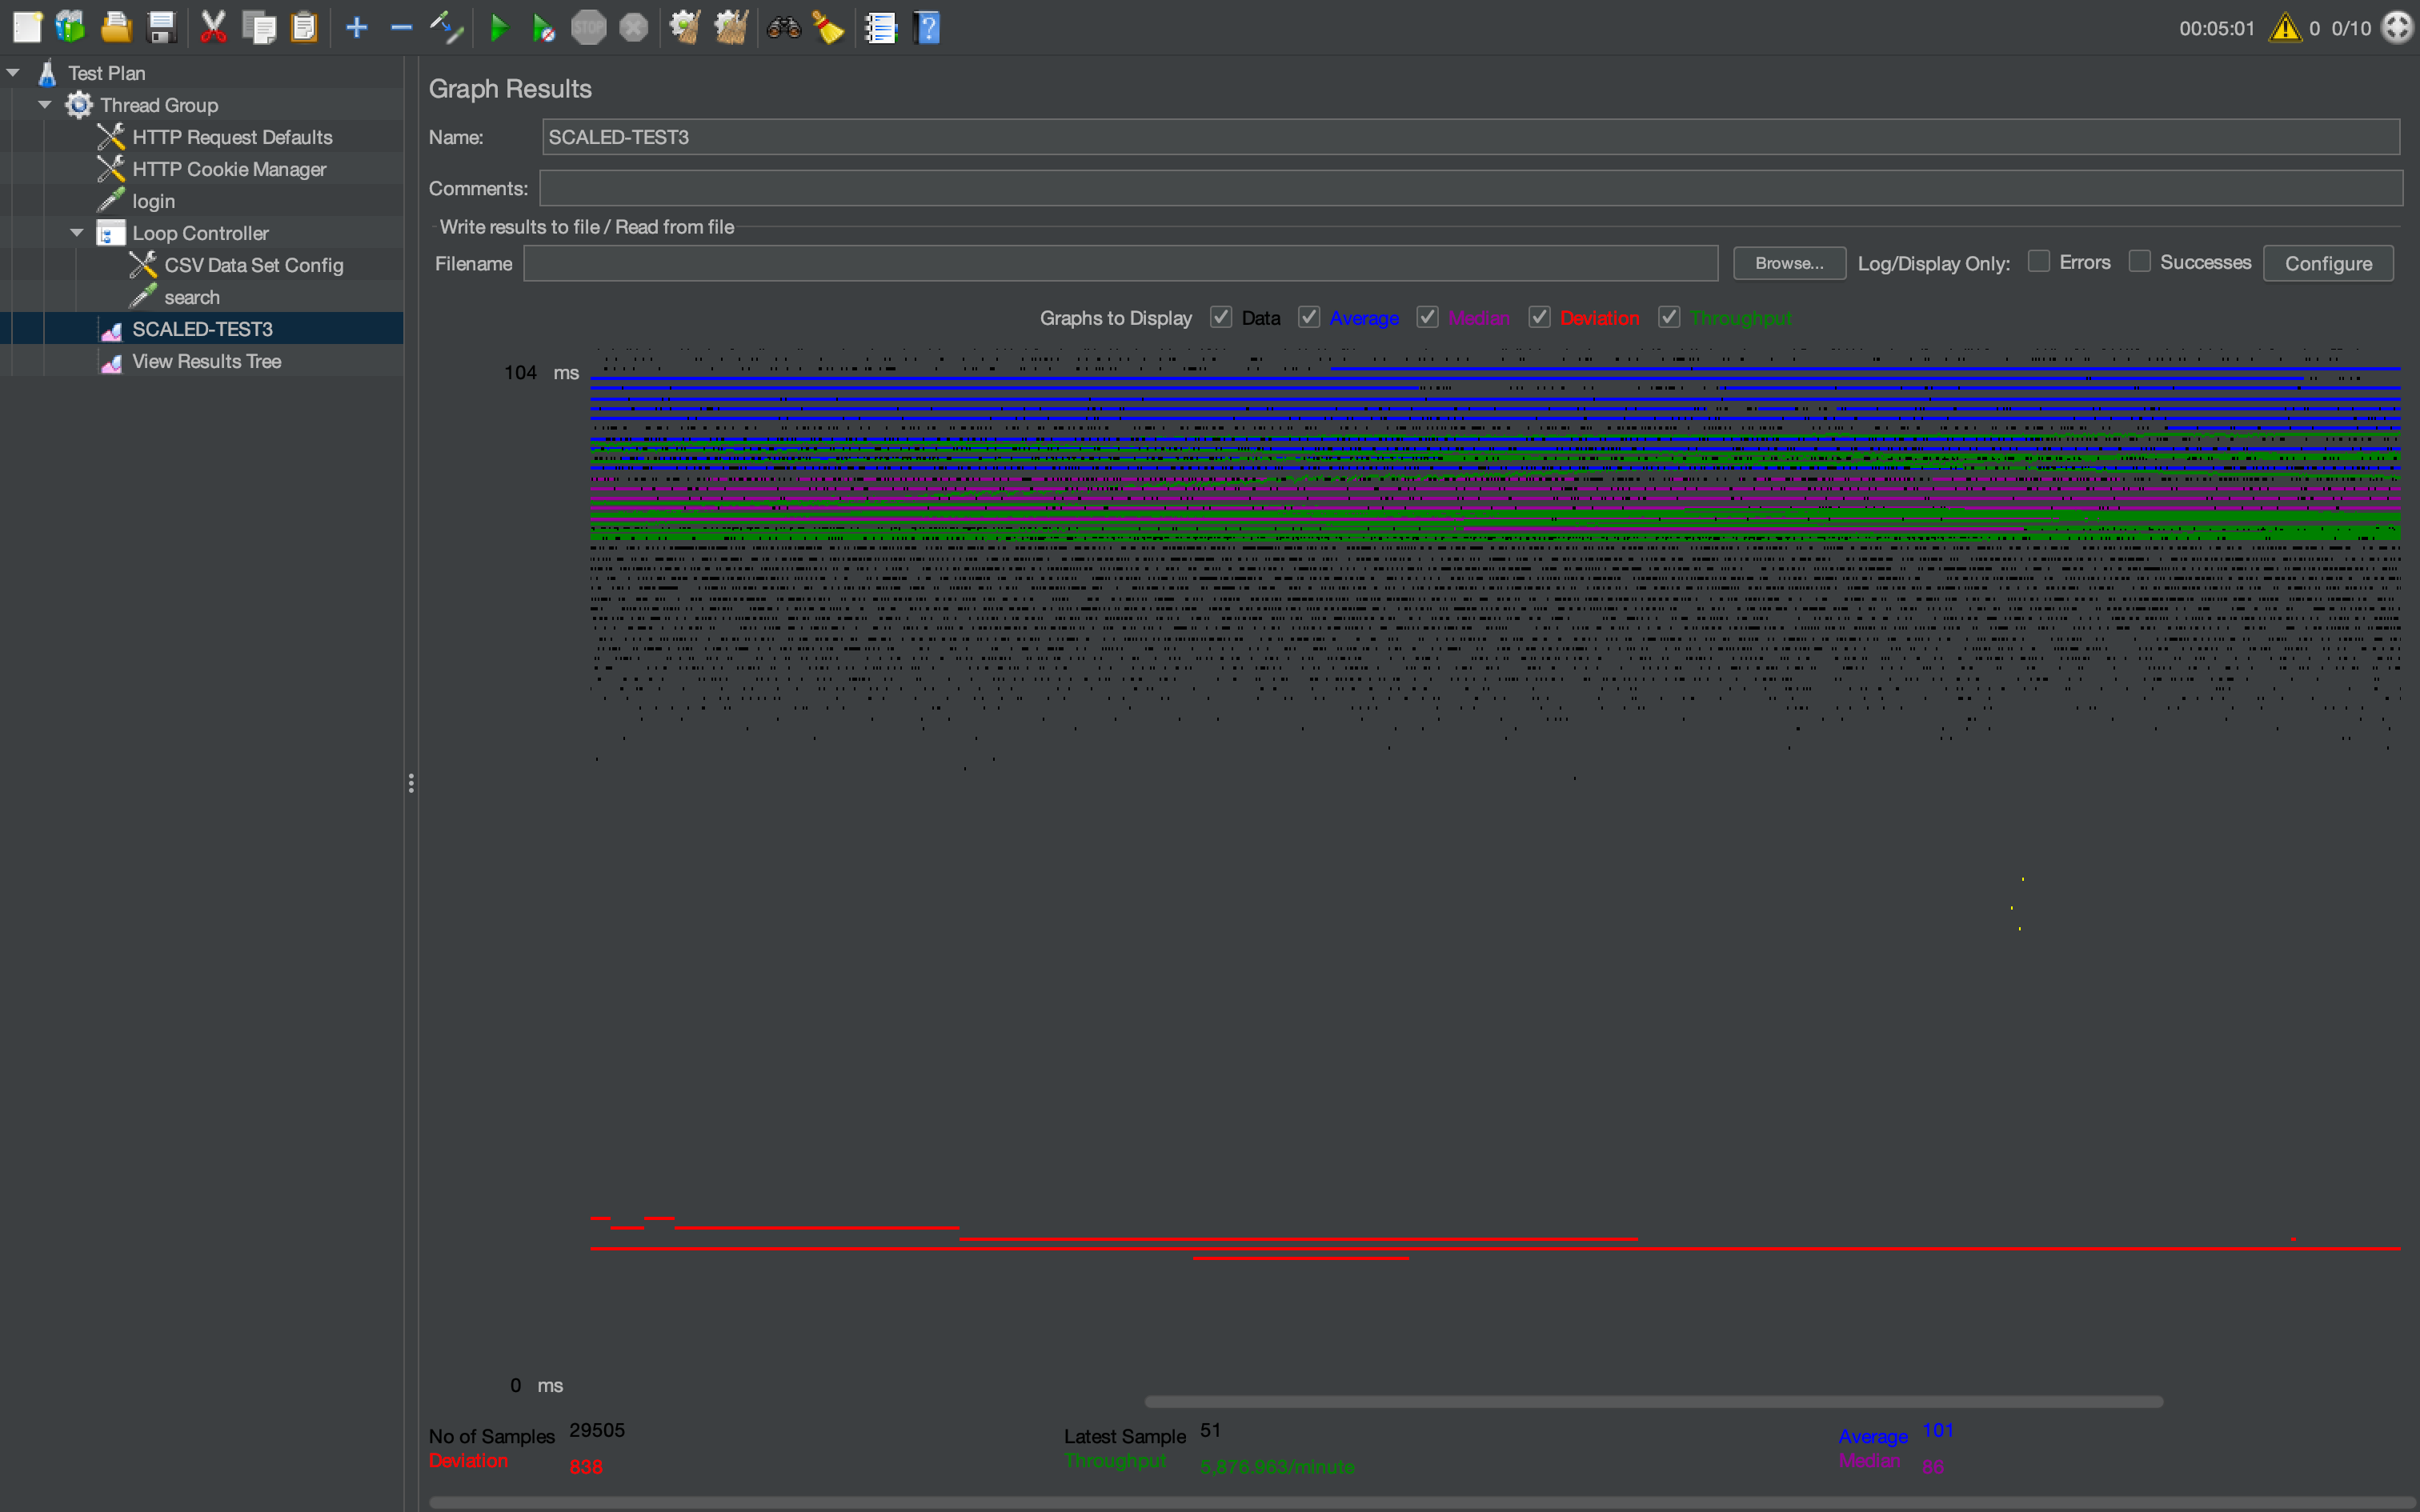 STOP
00:05:01 0 0/10
Test Plan
Thread Group
HTTP Request Defaults
HTTP Cookie Manager
login
Loop Controller
CSV Data Set Config
search
SCALED-TEST3
View Results Tree
Graph Results
Name: SCALED-TEST3
Comments:
Write results to file / Read from file
Filename Browse... Log/Display Only: Errors Successes Configure
Graphs to Display Data Average Median Deviation Throughput
104 ms
0 ms
No of Samples 29505 Latest Sample 51 Average 101
Deviation 838 Throughput 5,876.963/minute Median 86